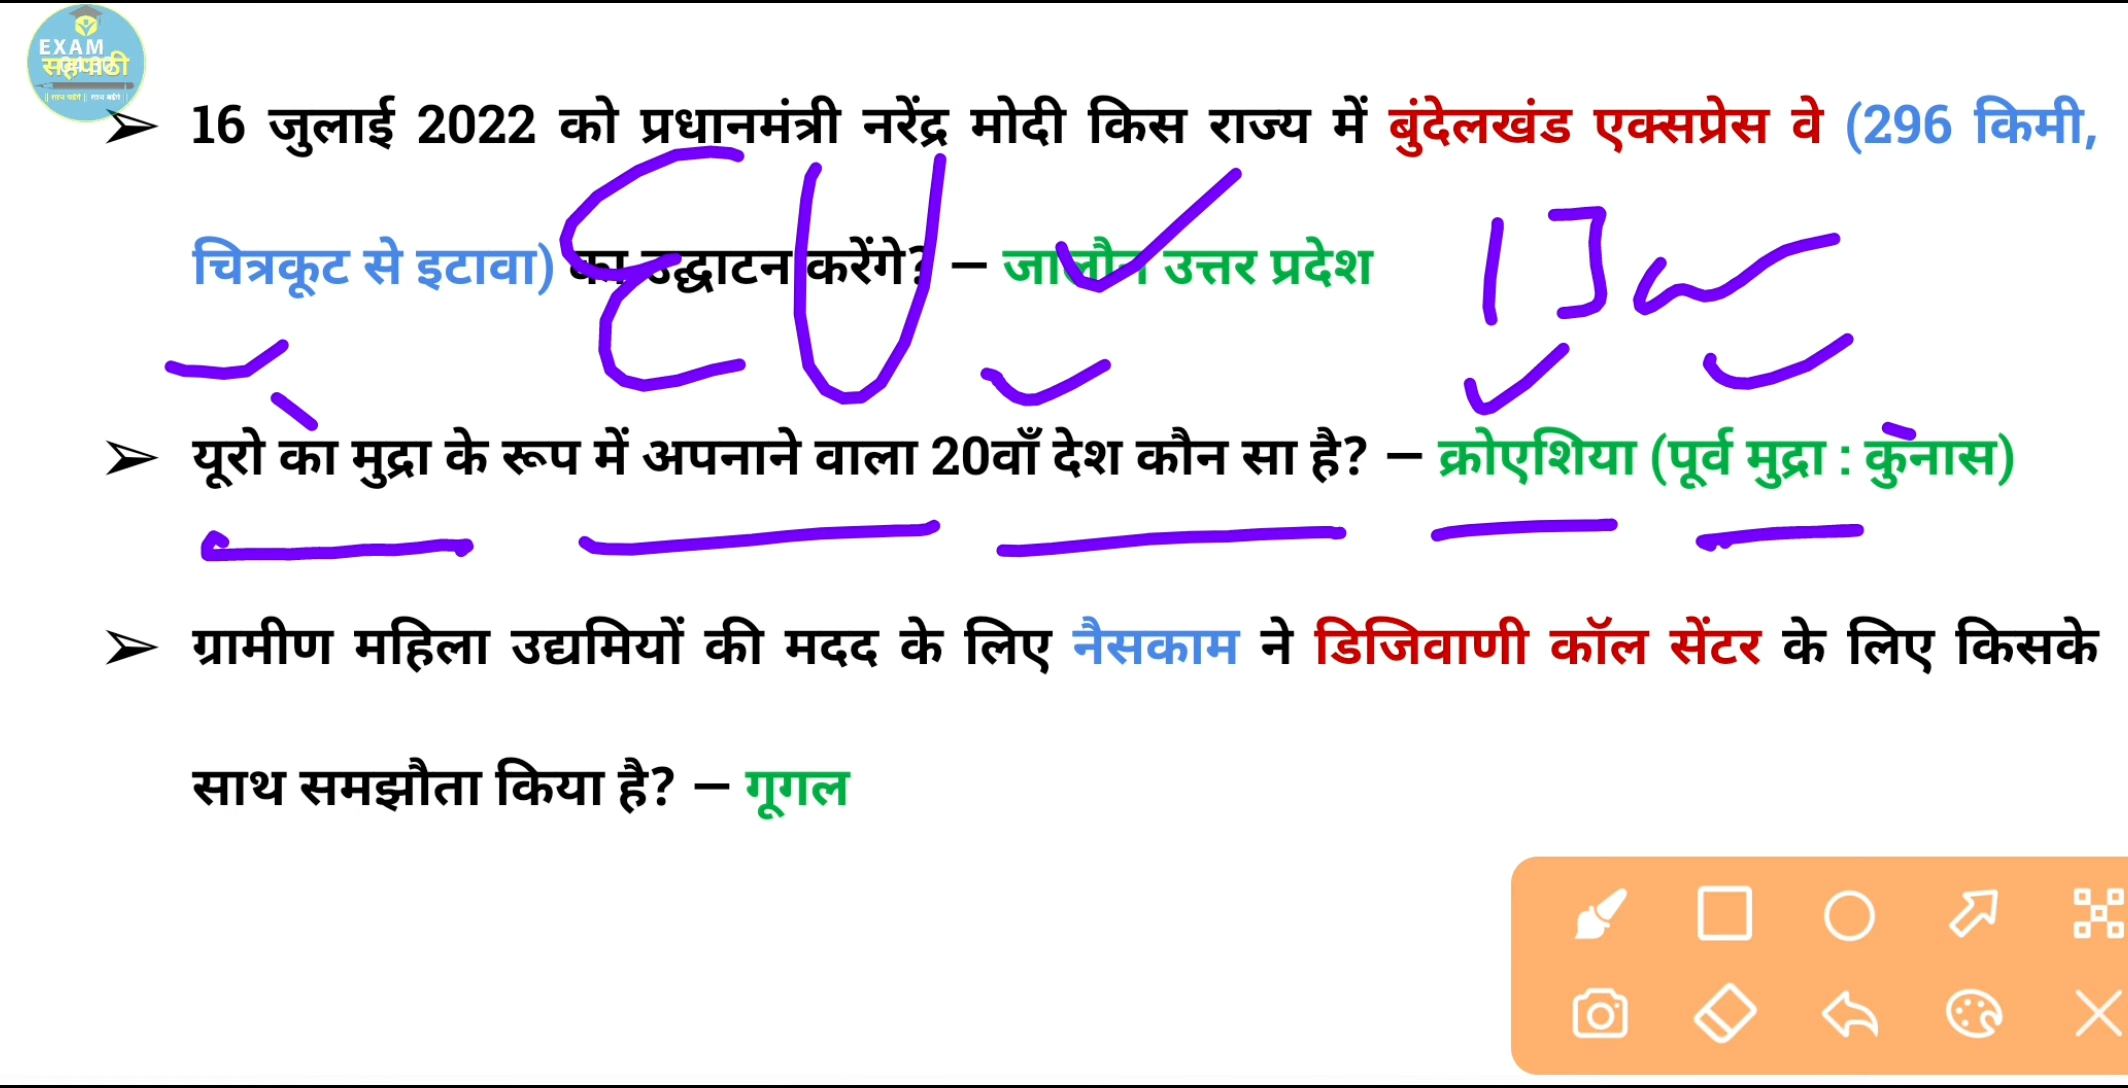 EXAM
सहपाठी
16 जुलाई 2022 को प्रधानमंत्री नरेंद्र मोदी किस राज्य में बुंदेलखंड एक्सप्रेस वे (296 किमी,
चित्रकूट से इटावा) का उद्घाटन करेंगे? – जालौन उत्तर प्रदेश
EU
यूरो का मुद्रा के रूप में अपनाने वाला 20वाँ देश कौन सा है? – क्रोएशिया (पूर्व मुद्रा : कुनास)
ग्रामीण महिला उद्यमियों की मदद के लिए नैसकाम ने डिजिवाणी कॉल सेंटर के लिए किसके
साथ समझौता किया है? – गूगल